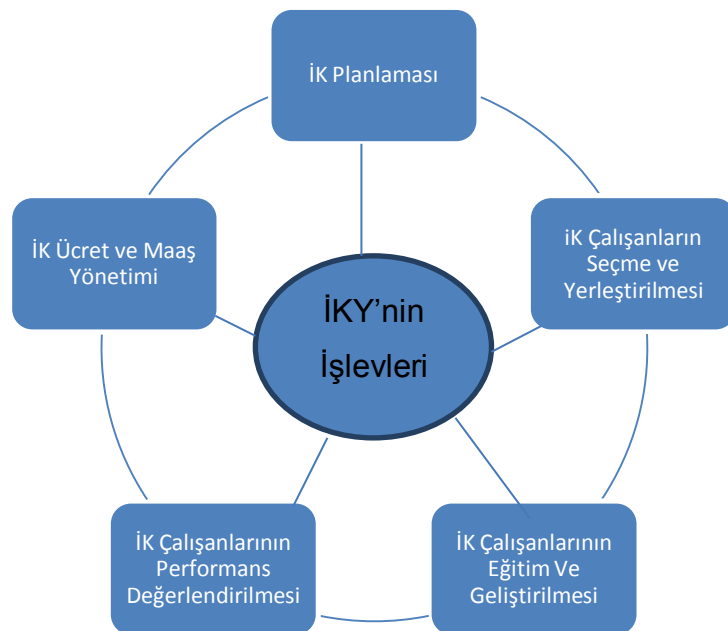 İK Planlaması
İK Ücret ve Maaş
Yönetimi
iK Çalışanların
Seçme ve
Yerleştirilmesi
İKY’nin
İşlevleri
İK Çalışanlarının
Performans
Değerlendirilmesi
İK Çalışanlarının
Eğitim Ve
Geliştirilmesi